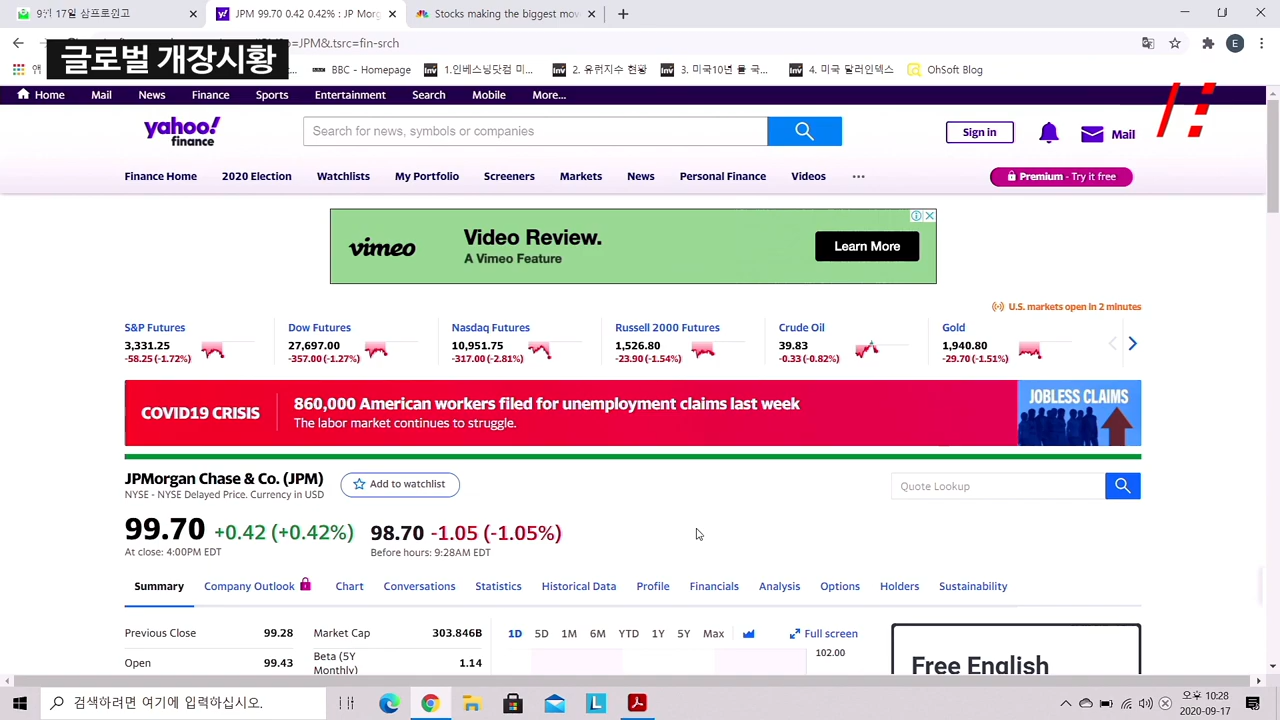 17일 삼프로윈고
JPM 99.70 0.42 0.42% : JP Mor
Stocks making the biggest mov
JPM&.tsrc=fin-srch
글로벌 개장시황
BBC - Homepage
1.인베스닝닷컴 미...
2. 유럽지수 현황
3. 미국10년 물 국...
4. 미국 달러인덱스
OhSoft Blog
Home
Mail
News
Finance
Sports
Entertainment
Search
Mobile
More...
yahoo!
finance
Search for news, symbols or companies
Sign in
Mail
Finance Home
2020 Election
Watchlists
My Portfolio
Screeners
Markets
News
Personal Finance
Videos
Premium - Try it free
vimeo
Video Review.
A Vimeo Feature
Learn More
U.S. markets open in 2 minutes
S&P Futures
3,331.25
-58.25 (-1.72%)
Dow Futures
27,697.00
-357.00 (-1.27%)
Nasdaq Futures
10,951.75
-317.00 (-2.81%)
Russell 2000 Futures
1,526.80
-23.90 (-1.54%)
Crude Oil
39.83
-0.33 (-0.82%)
Gold
1,940.80
-29.70 (-1.51%)
COVID19 CRISIS
860,000 American workers filed for unemployment claims last week
The labor market continues to struggle.
JOBLESS CLAIMS
JPMorgan Chase & Co. (JPM)
NYSE - NYSE Delayed Price. Currency in USD
Add to watchlist
Quote Lookup
99.70 +0.42 (+0.42%)
At close: 4:00PM EDT
98.70 -1.05 (-1.05%)
Before hours: 9:28AM EDT
Summary
Company Outlook
Chart
Conversations
Statistics
Historical Data
Profile
Financials
Analysis
Options
Holders
Sustainability
Previous Close 99.28
Open 99.43
Market Cap 303.846B
Beta (5Y
Monthly) 1.14
1D 5D 1M 6M YTD 1Y 5Y Max
Full screen
102.00
Free English
검색하려면 여기에 입력하십시오.
오후 10:28
2020-09-17